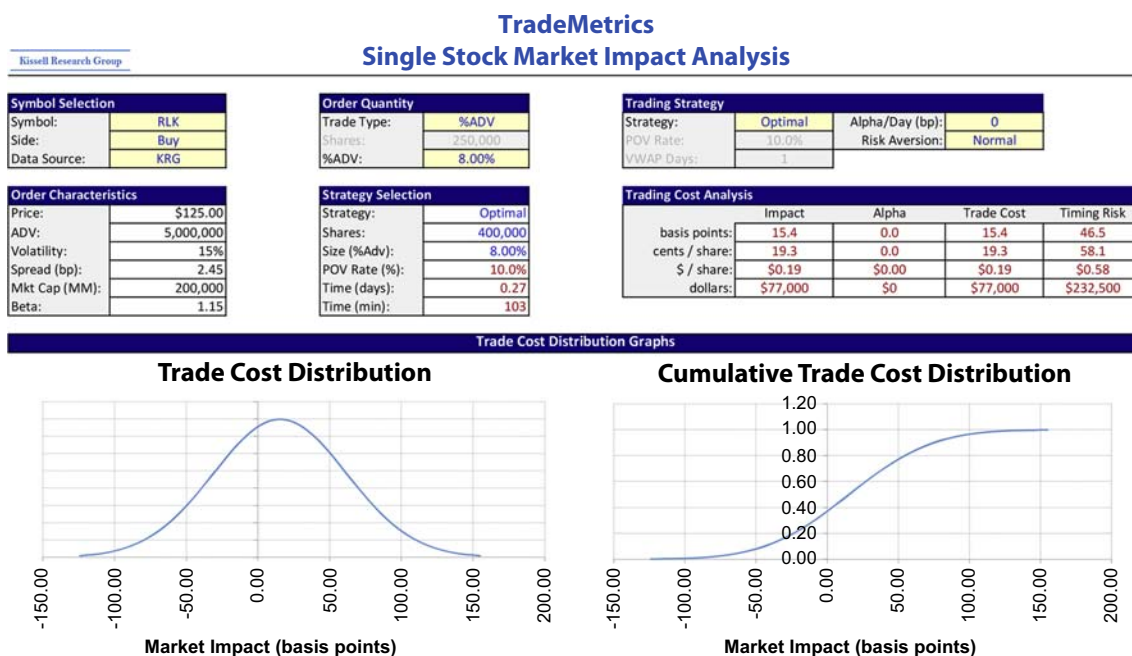 TradeMetrics
Single Stock Market Impact Analysis
Kissell Research Group
Symbol Selection
Symbol: RLK
Side: Buy
Data Source: KRG
Order Quantity
Trade Type: %ADV
Shares: 250,000
%ADV: 8.00%
Trading Strategy
Strategy: Optimal Alpha/Day (bp): 0
POV Rate: 10.0% Risk Aversion: Normal
VWAP Days: 1
Order Characteristics
Price: $125.00
ADV: 5,000,000
Volatility: 15%
Spread (bp): 2.45
Mkt Cap (MM): 200,000
Beta: 1.15
Strategy Selection
Strategy: Optimal
Shares: 400,000
Size (%Adv): 8.00%
POV Rate (%): 10.0%
Time (days): 0.27
Time (min): 103
Trading Cost Analysis
Impact Alpha Trade Cost Timing Risk
basis points: 15.4 0.0 15.4 46.5
cents / share: 19.3 0.0 19.3 58.1
$ / share: $0.19 $0.00 $0.19 $0.58
dollars: $77,000 $0 $77,000 $232,500
Trade Cost Distribution Graphs
Trade Cost Distribution
-150.00 -100.00 -50.00 0.00 50.00 100.00 150.00 200.00
Market Impact (basis points)
Cumulative Trade Cost Distribution
1.20
1.00
0.80
0.60
0.40
0.20
0.00
-150.00 -100.00 -50.00 0.00 50.00 100.00 150.00 200.00
Market Impact (basis points)